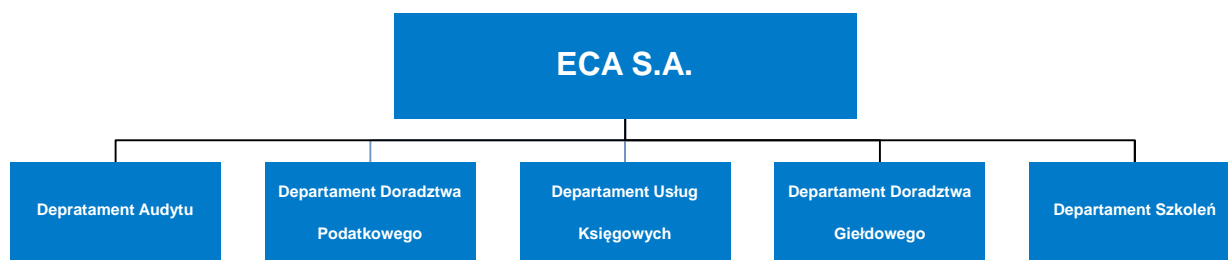 ECA S.A.
Depratament Audytu
Departament Doradztwa
Podatkowego
Departament Usług
Księgowych
Departament Doradztwa
Giełdowego
Departament Szkoleń